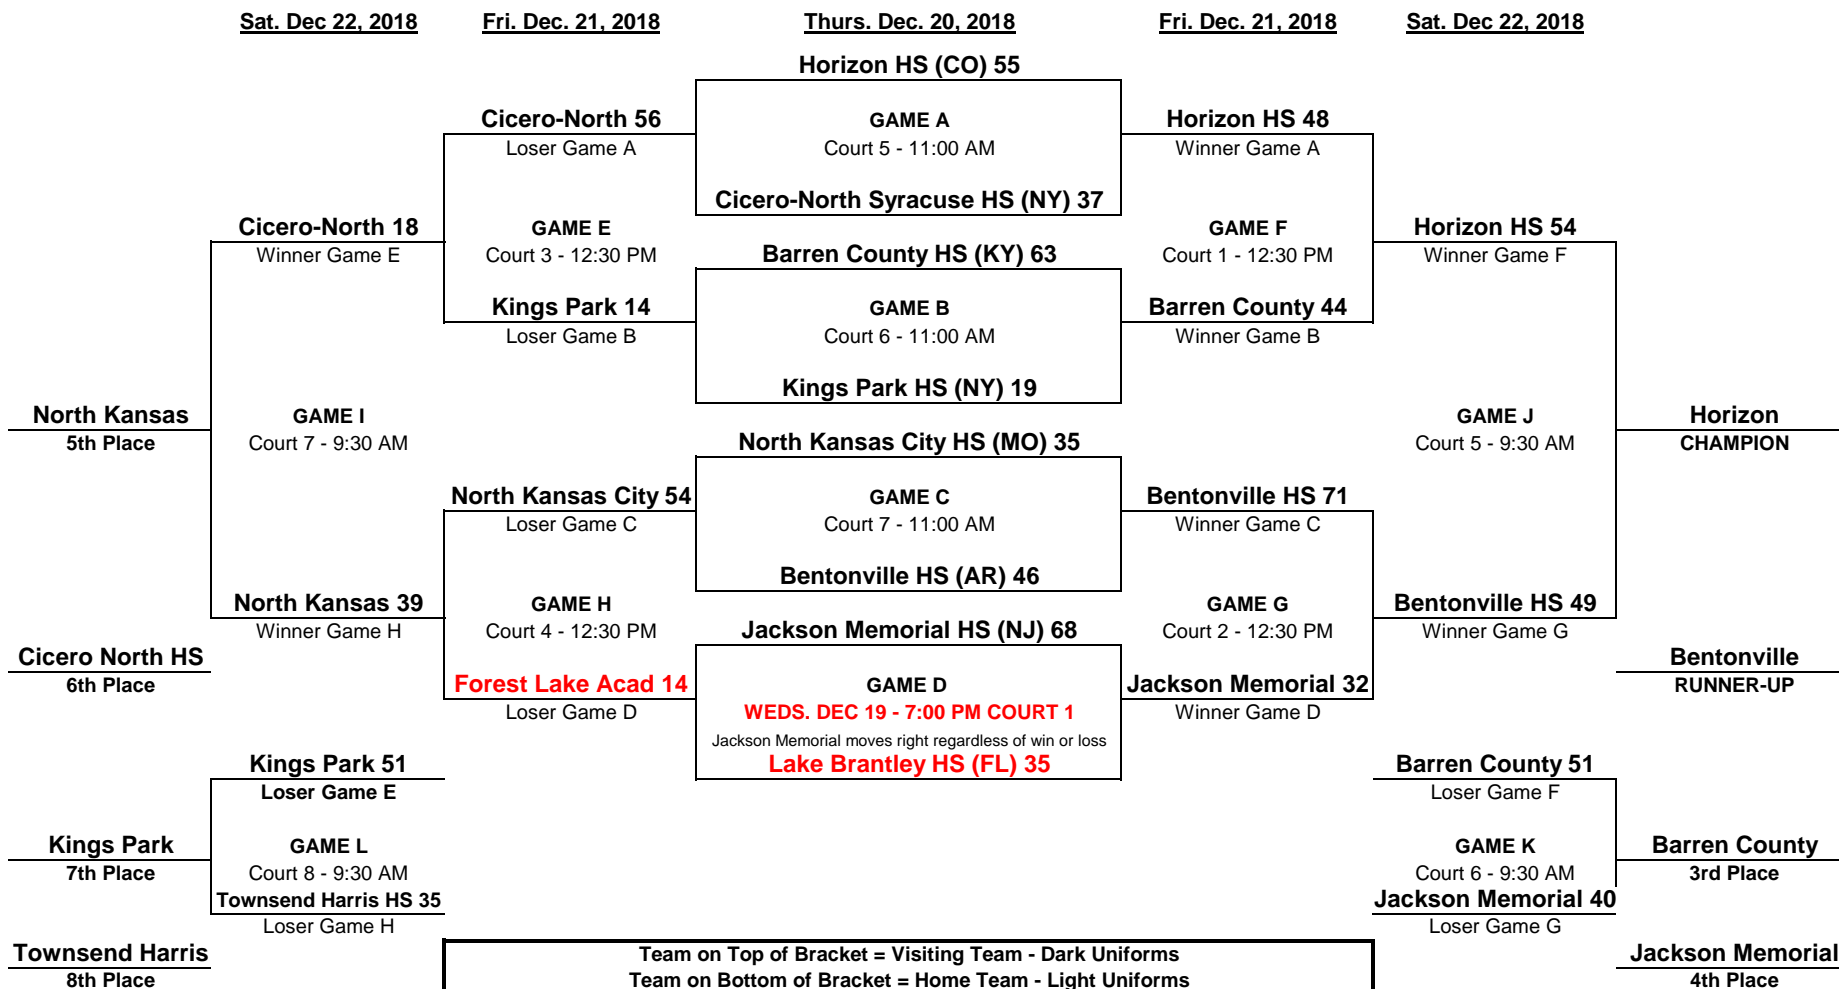 Sat. Dec 22, 2018 Fri. Dec. 21, 2018 Thurs. Dec. 20, 2018 Fri. Dec. 21, 2018 Sat. Dec 22, 2018
Horizon HS (CO) 55
Cicero-North 56 GAME A Horizon HS 48
Loser Game A Court 5 - 11:00 AM Winner Game A
Cicero-North Syracuse HS (NY) 37
Cicero-North 18 GAME E GAME F Horizon HS 54
Winner Game E Court 3 - 12:30 PM Barren County HS (KY) 63 Court 1 - 12:30 PM Winner Game F
Kings Park 14 GAME B Barren County 44
Loser Game B Court 6 - 11:00 AM Winner Game B
Kings Park HS (NY) 19
North Kansas GAME I GAME J Horizon
5th Place Court 7 - 9:30 AM North Kansas City HS (MO) 35 Court 5 - 9:30 AM CHAMPION
North Kansas City 54 GAME C Bentonville HS 71
Loser Game C Court 7 - 11:00 AM Winner Game C
Bentonville HS (AR) 46
North Kansas 39 GAME H GAME G Bentonville HS 49
Winner Game H Court 4 - 12:30 PM Jackson Memorial HS (NJ) 68 Court 2 - 12:30 PM Winner Game G
Cicero North HS Bentonville
6th Place Forest Lake Acad 14 GAME D Jackson Memorial 32 RUNNER-UP
Loser Game D WEDS. DEC 19 - 7:00 PM COURT 1 Winner Game D
Jackson Memorial moves right regardless of win or loss
Kings Park 51 Lake Brantley HS (FL) 35 Barren County 51
Loser Game E Loser Game F
Kings Park GAME L GAME K Barren County
7th Place Court 8 - 9:30 AM Court 6 - 9:30 AM 3rd Place
Townsend Harris HS 35 Jackson Memorial 40
Loser Game H Loser Game G
Townsend Harris Team on Top of Bracket = Visiting Team - Dark Uniforms Jackson Memorial
8th Place Team on Bottom of Bracket = Home Team - Light Uniforms 4th Place